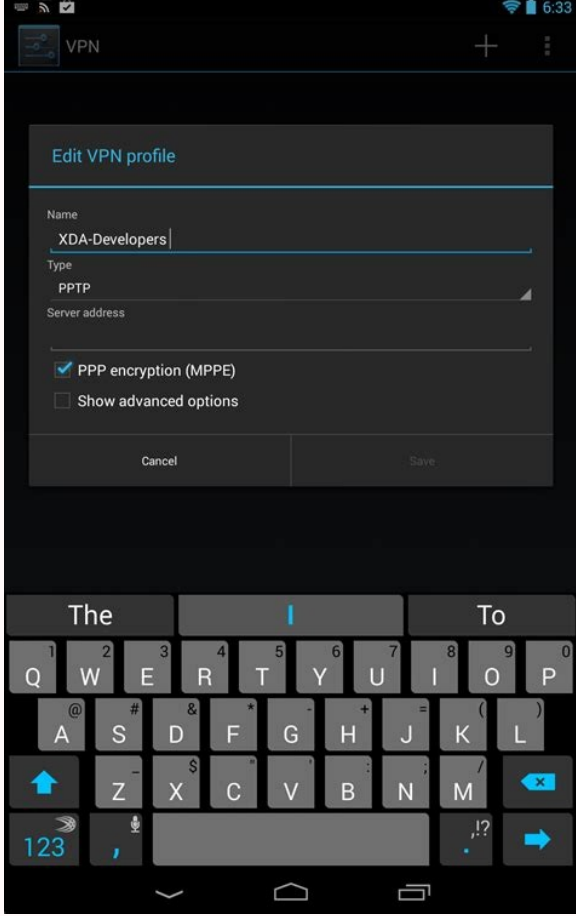 6:33
VPN
Edit VPN profile
Name
XDA-Developers
Type
PPTP
Server address
PPP encryption (MPPE)
Show advanced options
Cancel Save
The I To
1 2 3 4 5 6 7 8 9 0
Q W E R T Y U I O P
@ # & * - + = ( )
A S D F G H J K L
_ $ " ' : ; /
Z X C V B N M
123 , ,!? .